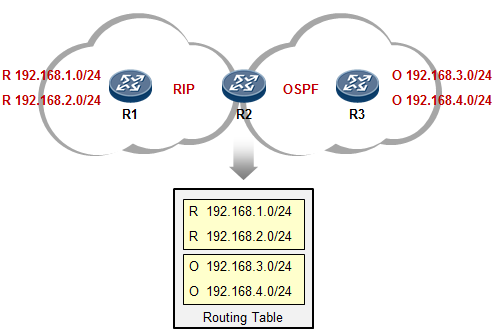 R 192.168.1.0/24
R 192.168.2.0/24
RIP
OSPF
O 192.168.3.0/24
O 192.168.4.0/24
R1
R2
R3
R 192.168.1.0/24
R 192.168.2.0/24
O 192.168.3.0/24
O 192.168.4.0/24
Routing Table